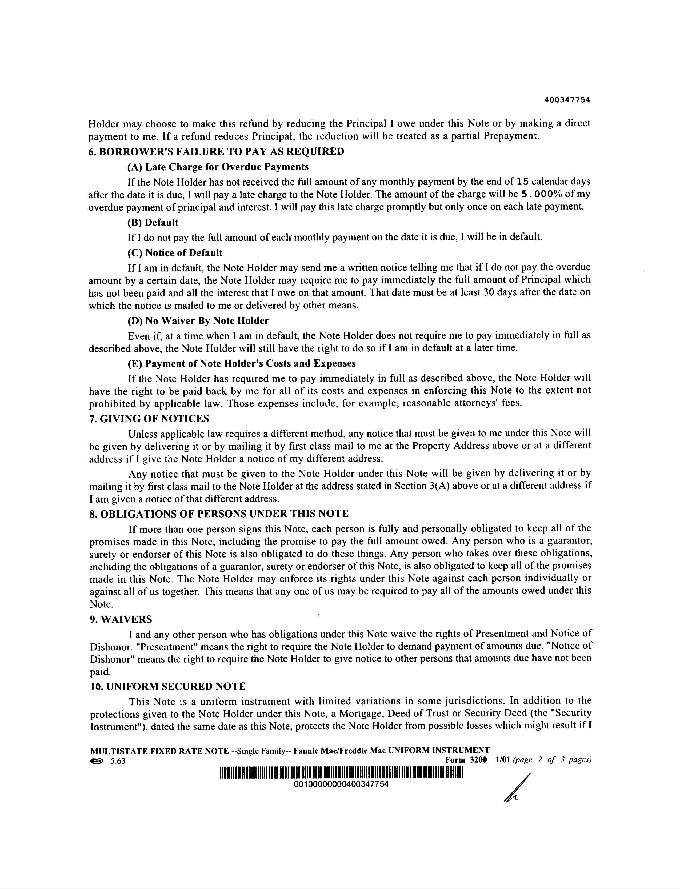 400347754
Holder may choose to make this refund by reducing the Principal I owe under this Note or by making a direct
payment to me. If a refund reduces Principal, the reduction will be treated as a partial Prepayment.
6. BORROWER'S FAILURE TO PAY AS REQUIRED
(A) Late Charge for Overdue Payments
If the Note Holder has not received the full amount of any monthly payment by the end of 15 calendar days
after the date it is due, I will pay a late charge to the Note Holder. The amount of the charge will be 5.000% of my
overdue payment of principal and interest. I will pay this late charge promptly but only once on each late payment.
(B) Default
If I do not pay the full amount of each monthly payment on the date it is due, I will be in default.
(C) Notice of Default
If I am in default, the Note Holder may send me a written notice telling me that if I do not pay the overdue
amount by a certain date, the Note Holder may require me to pay immediately the full amount of Principal which
has not been paid and all the interest that I owe on that amount. That date must be at least 30 days after the date on
which the notice is mailed to me or delivered by other means.
(D) No Waiver By Note Holder
Even if, at a time when I am in default, the Note Holder does not require me to pay immediately in full as
described above, the Note Holder will still have the right to do so if I am in default at a later time.
(E) Payment of Note Holder's Costs and Expenses
If the Note Holder has required me to pay immediately in full as described above, the Note Holder will
have the right to be paid back by me for all of its costs and expenses in enforcing this Note to the extent not
prohibited by applicable law. Those expenses include, for example, reasonable attorneys' fees.
7. GIVING OF NOTICES
Unless applicable law requires a different method, any notice that must be given to me under this Note will
be given by delivering it or by mailing it by first class mail to me at the Property Address above or at a different
address if I give the Note Holder a notice of my different address.
Any notice that must be given to the Note Holder under this Note will be given by delivering it or by
mailing it by first class mail to the Note Holder at the address stated in Section 3(A) above or at a different address if
I am given a notice of that different address.
8. OBLIGATIONS OF PERSONS UNDER THIS NOTE
If more than one person signs this Note, each person is fully and personally obligated to keep all of the
promises made in this Note, including the promise to pay the full amount owed. Any person who is a guarantor,
surety or endorser of this Note is also obligated to do these things. Any person who takes over these obligations,
including the obligations of a guarantor, surety or endorser of this Note, is also obligated to keep all of the promises
made in this Note. The Note Holder may enforce its rights under this Note against each person individually or
against all of us together. This means that any one of us may be required to pay all of the amounts owed under this
Note.
9. WAIVERS
I and any other person who has obligations under this Note waive the rights of Presentment and Notice of
Dishonor. "Presentment" means the right to require the Note Holder to demand payment of amounts due. "Notice of
Dishonor" means the right to require the Note Holder to give notice to other persons that amounts due have not been
paid.
10. UNIFORM SECURED NOTE
This Note is a uniform instrument with limited variations in some jurisdictions. In addition to the
protections given to the Note Holder under this Note, a Mortgage, Deed of Trust or Security Deed (the "Security
Instrument"), dated the same date as this Note, protects the Note Holder from possible losses which might result if I
MULTISTATE FIXED RATE NOTE --Single Family-- Fannie Mae/Freddie Mac UNIFORM INSTRUMENT
5.63 Form 3200 1/01 (page 2 of 3 pages)
00100000000400347754